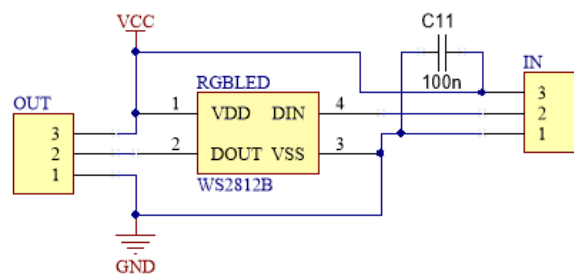 VCC
C11
100n
IN
3
2
1
RGBLED
1 VDD DIN 4
2 DOUT VSS 3
WS2812B
OUT
3
2
1
GND